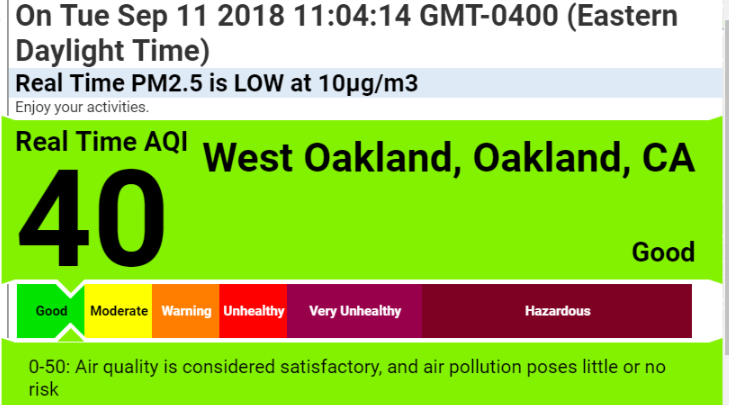 On Tue Sep 11 2018 11:04:14 GMT-0400 (Eastern
Daylight Time)
Real Time PM2.5 is LOW at 10µg/m3
Enjoy your activities.
Real Time AQI
West Oakland, Oakland, CA
40
Good
Good Moderate Warning Unhealthy Very Unhealthy Hazardous
0-50: Air quality is considered satisfactory, and air pollution poses little or no
risk